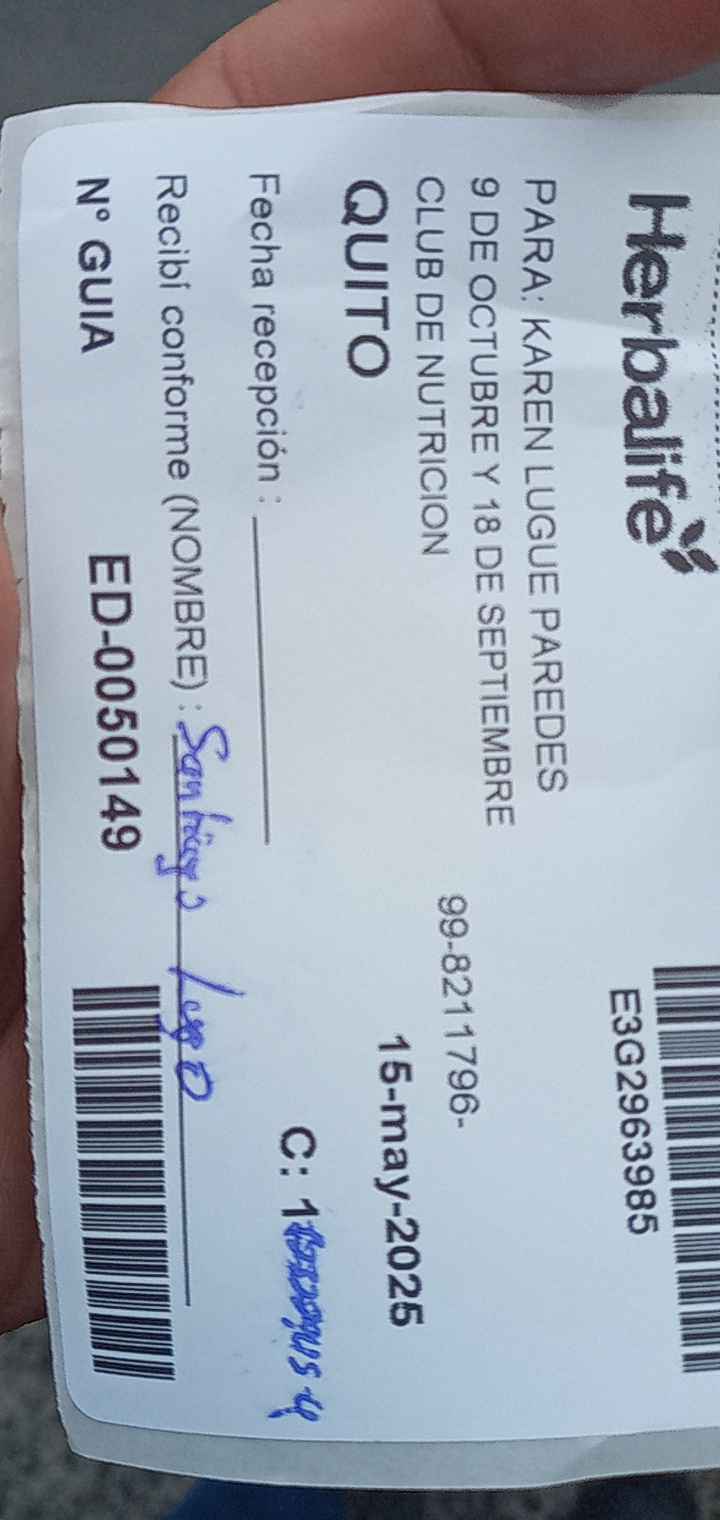 Herbalife
E3G2963985
PARA: KAREN LUGUE PAREDES
9 DE OCTUBRE Y 18 DE SEPTIEMBRE
CLUB DE NUTRICION 99-8211796-
QUITO 15-may-2025
Fecha recepción :
C: 1
Recibí conforme (NOMBRE) : Santiago Lugo
N° GUIA ED-0050149